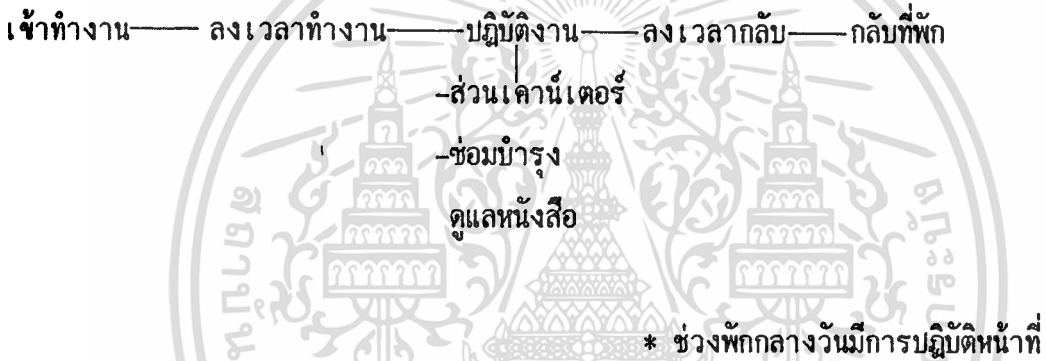 เข้าทำงาน—— ลงเวลาทำงาน——ปฏิบัติงาน——ลงเวลากลับ——กลับที่พัก
-ส่วนเคาน์เตอร์
-ซ่อมบำรุง
ดูแลหนังสือ
* ช่วงพักกลางวันมีการปฏิบัติหน้าที่